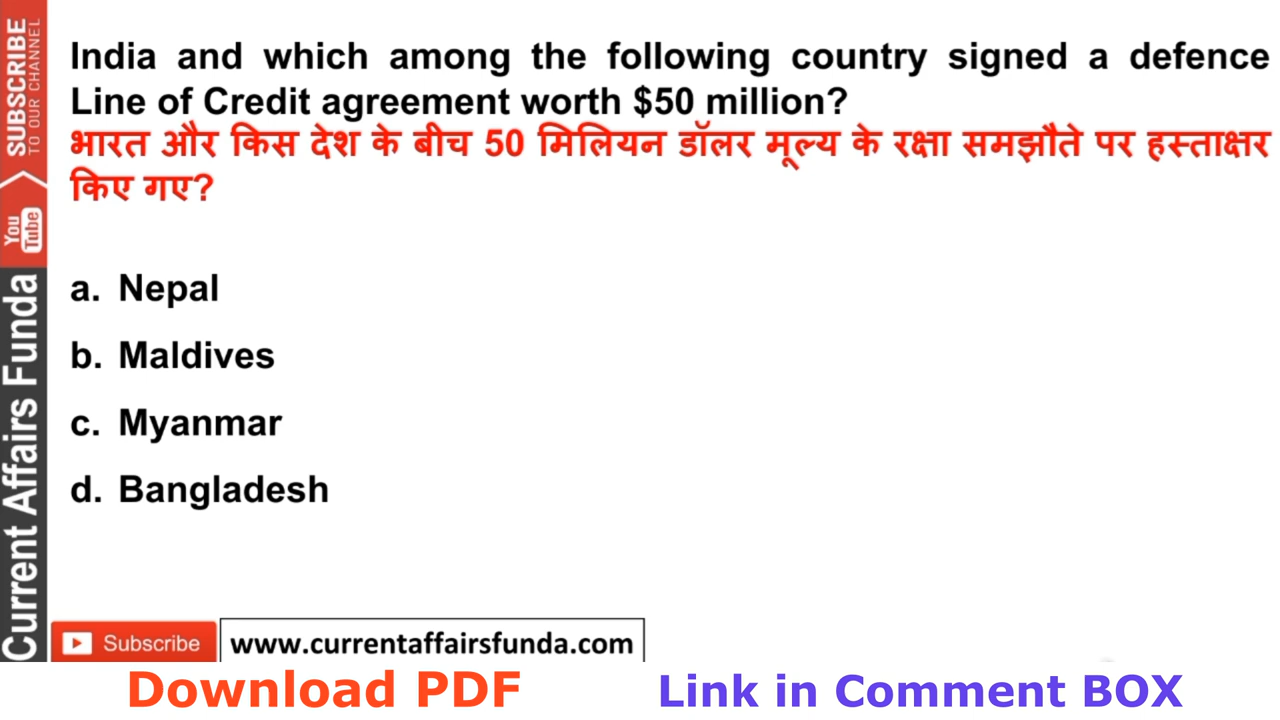 India and which among the following country signed a defence
Line of Credit agreement worth $50 million?
भारत और किस देश के बीच 50 मिलियन डॉलर मूल्य के रक्षा समझौते पर हस्ताक्षर
किए गए?
a. Nepal
b. Maldives
c. Myanmar
d. Bangladesh
SUBSCRIBE
TO OUR CHANNEL
You
Tube
Current Affairs Funda
Subscribe
www.currentaffairsfunda.com
Download PDF
Link in Comment BOX